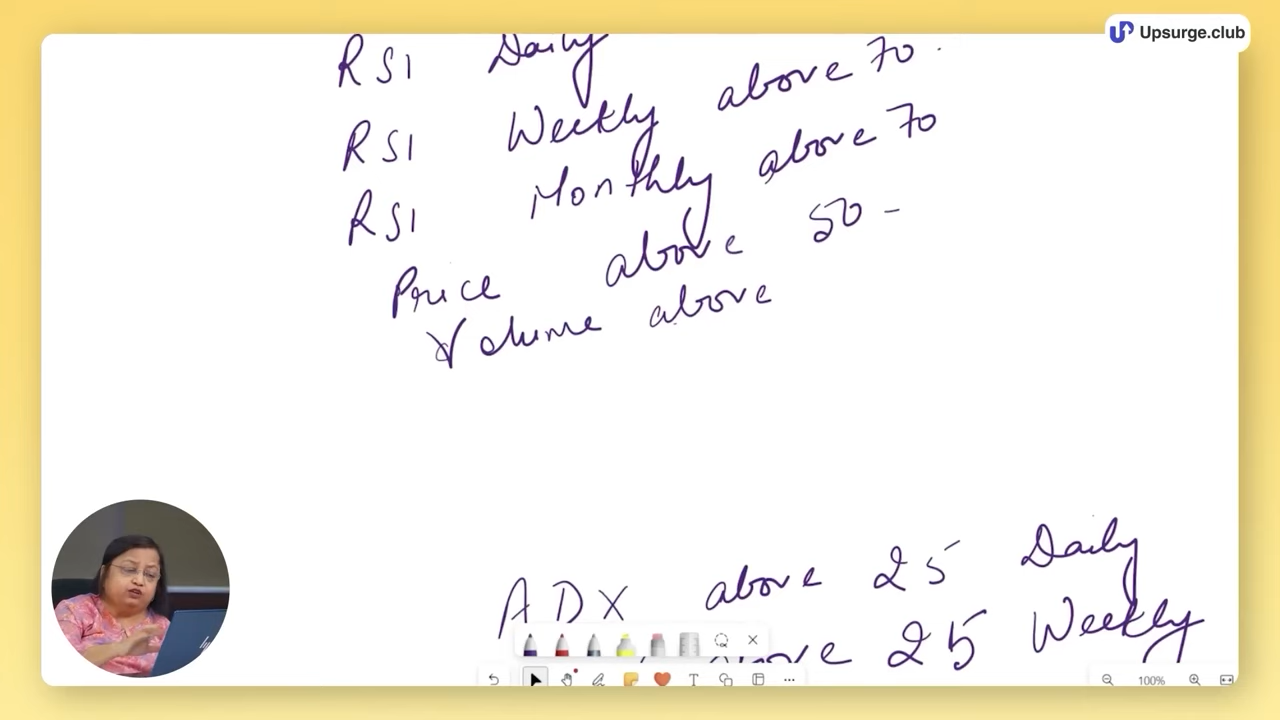 Upsurge.club
RSI Daily
RSI Weekly above 70
RSI Monthly above 70
Price above 50 -
Volume above
ADX above 25 Daily
above 25 Weekly
100%